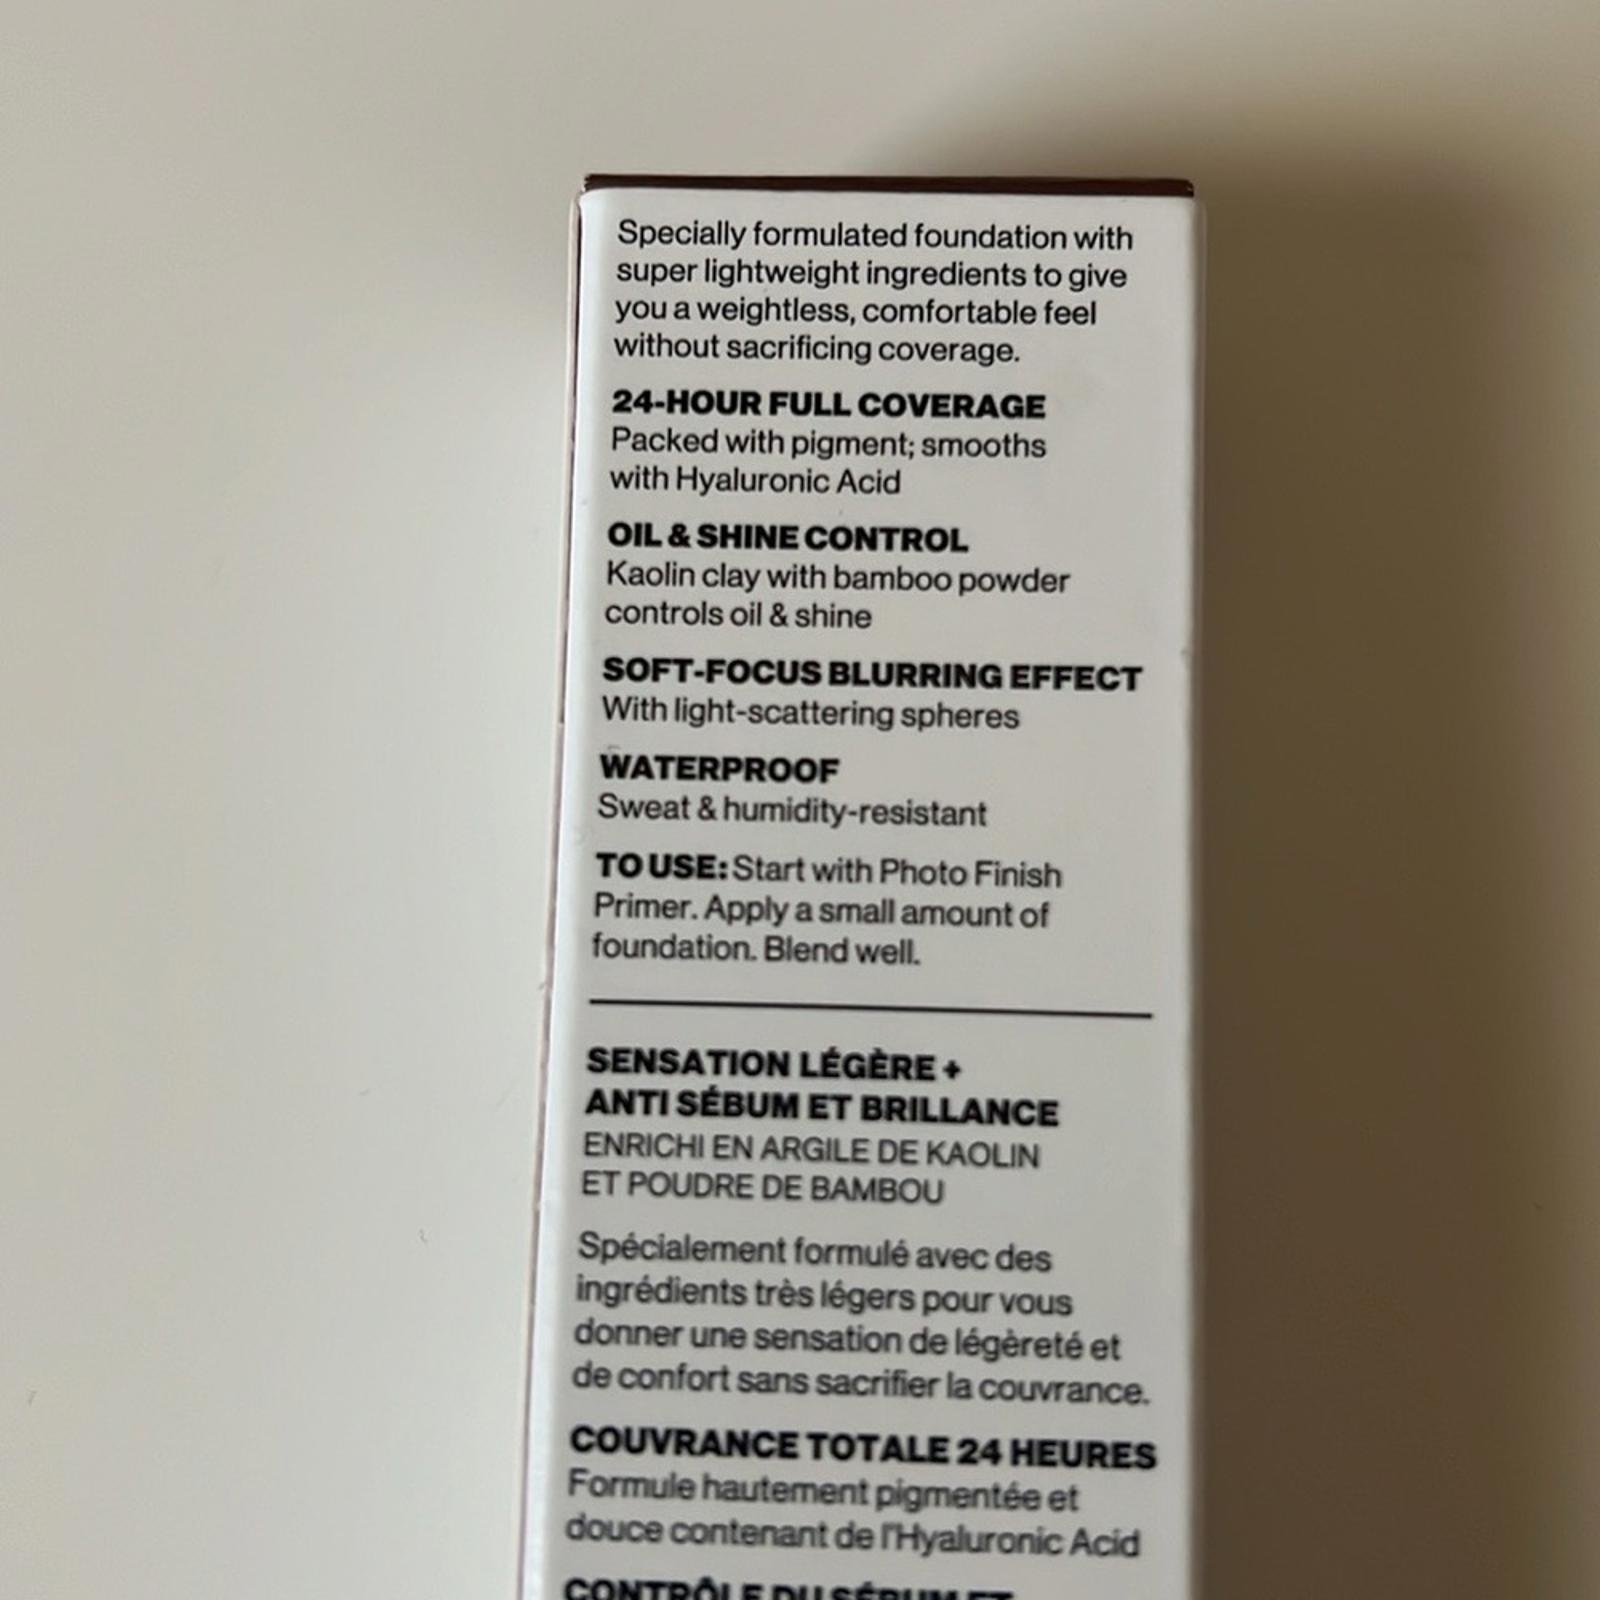 Specially formulated foundation with
super lightweight ingredients to give
you a weightless, comfortable feel
without sacrificing coverage.
24-HOUR FULL COVERAGE
Packed with pigment; smooths
with Hyaluronic Acid
OIL & SHINE CONTROL
Kaolin clay with bamboo powder
controls oil & shine
SOFT-FOCUS BLURRING EFFECT
With light-scattering spheres
WATERPROOF
Sweat & humidity-resistant
TO USE: Start with Photo Finish
Primer. Apply a small amount of
foundation. Blend well.
SENSATION LÉGÈRE +
ANTI SÉBUM ET BRILLANCE
ENRICHI EN ARGILE DE KAOLIN
ET POUDRE DE BAMBOU
Spécialement formulé avec des
ingrédients très légers pour vous
donner une sensation de légèreté et
de confort sans sacrifier la couvrance.
COUVRANCE TOTALE 24 HEURES
Formule hautement pigmentée et
douce contenant de l'Hyaluronic Acid
CONTRÔLE DU SÉBUM ET